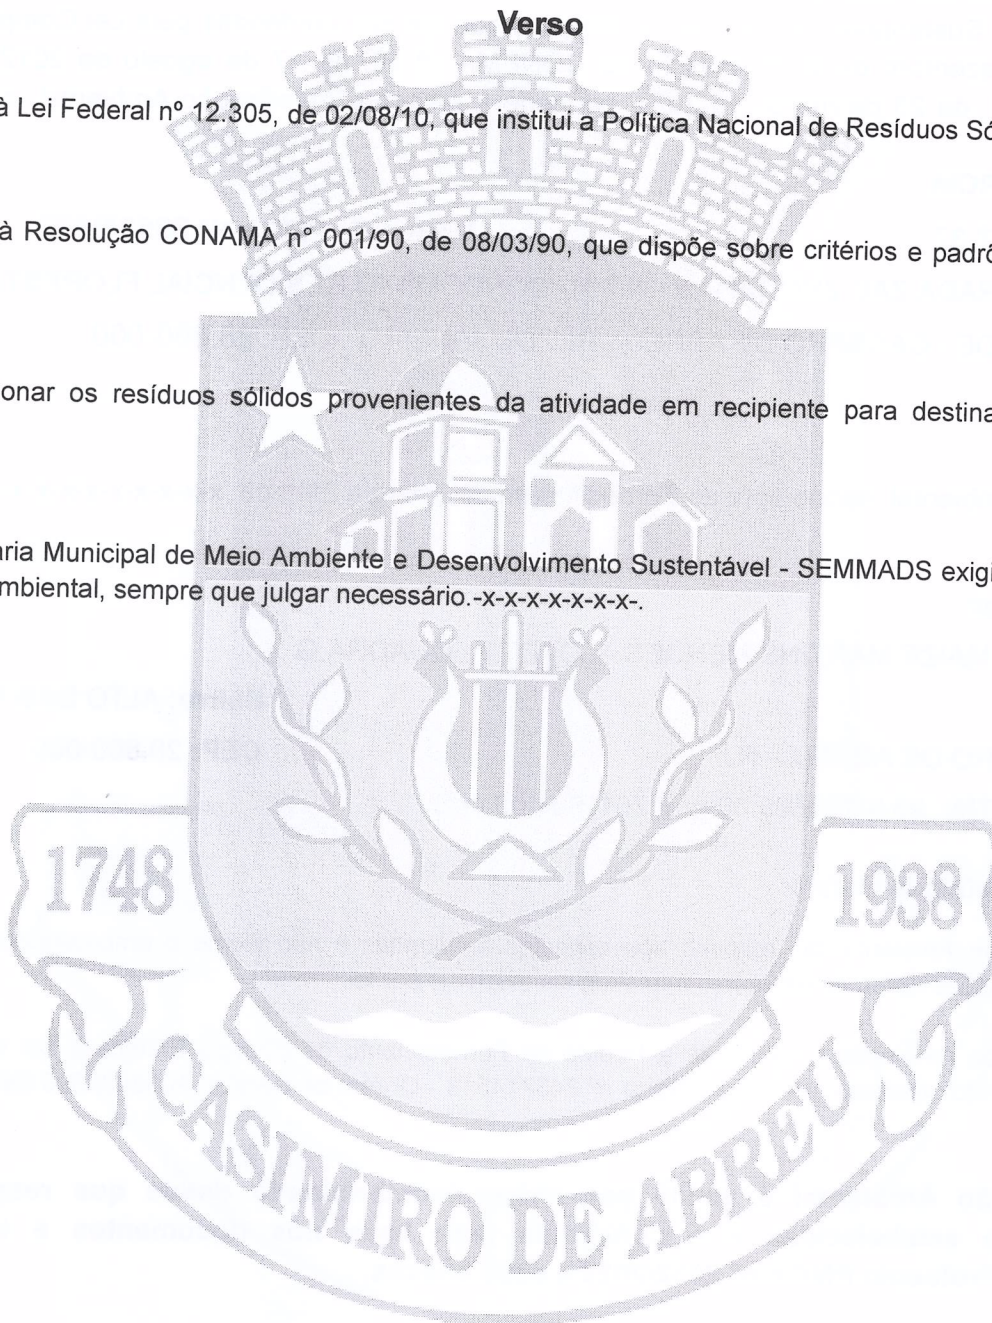 Verso
à Lei Federal nº 12.305, de 02/08/10, que institui a Política Nacional de Resíduos Só
à Resolução CONAMA n° 001/90, de 08/03/90, que dispõe sobre critérios e padrõ
onar os resíduos sólidos provenientes da atividade em recipiente para destina
aria Municipal de Meio Ambiente e Desenvolvimento Sustentável - SEMMADS exigi
mbiental, sempre que julgar necessário.-x-x-x-x-x-x-x-.
1748
1938
CASIMIRO DE ABREU